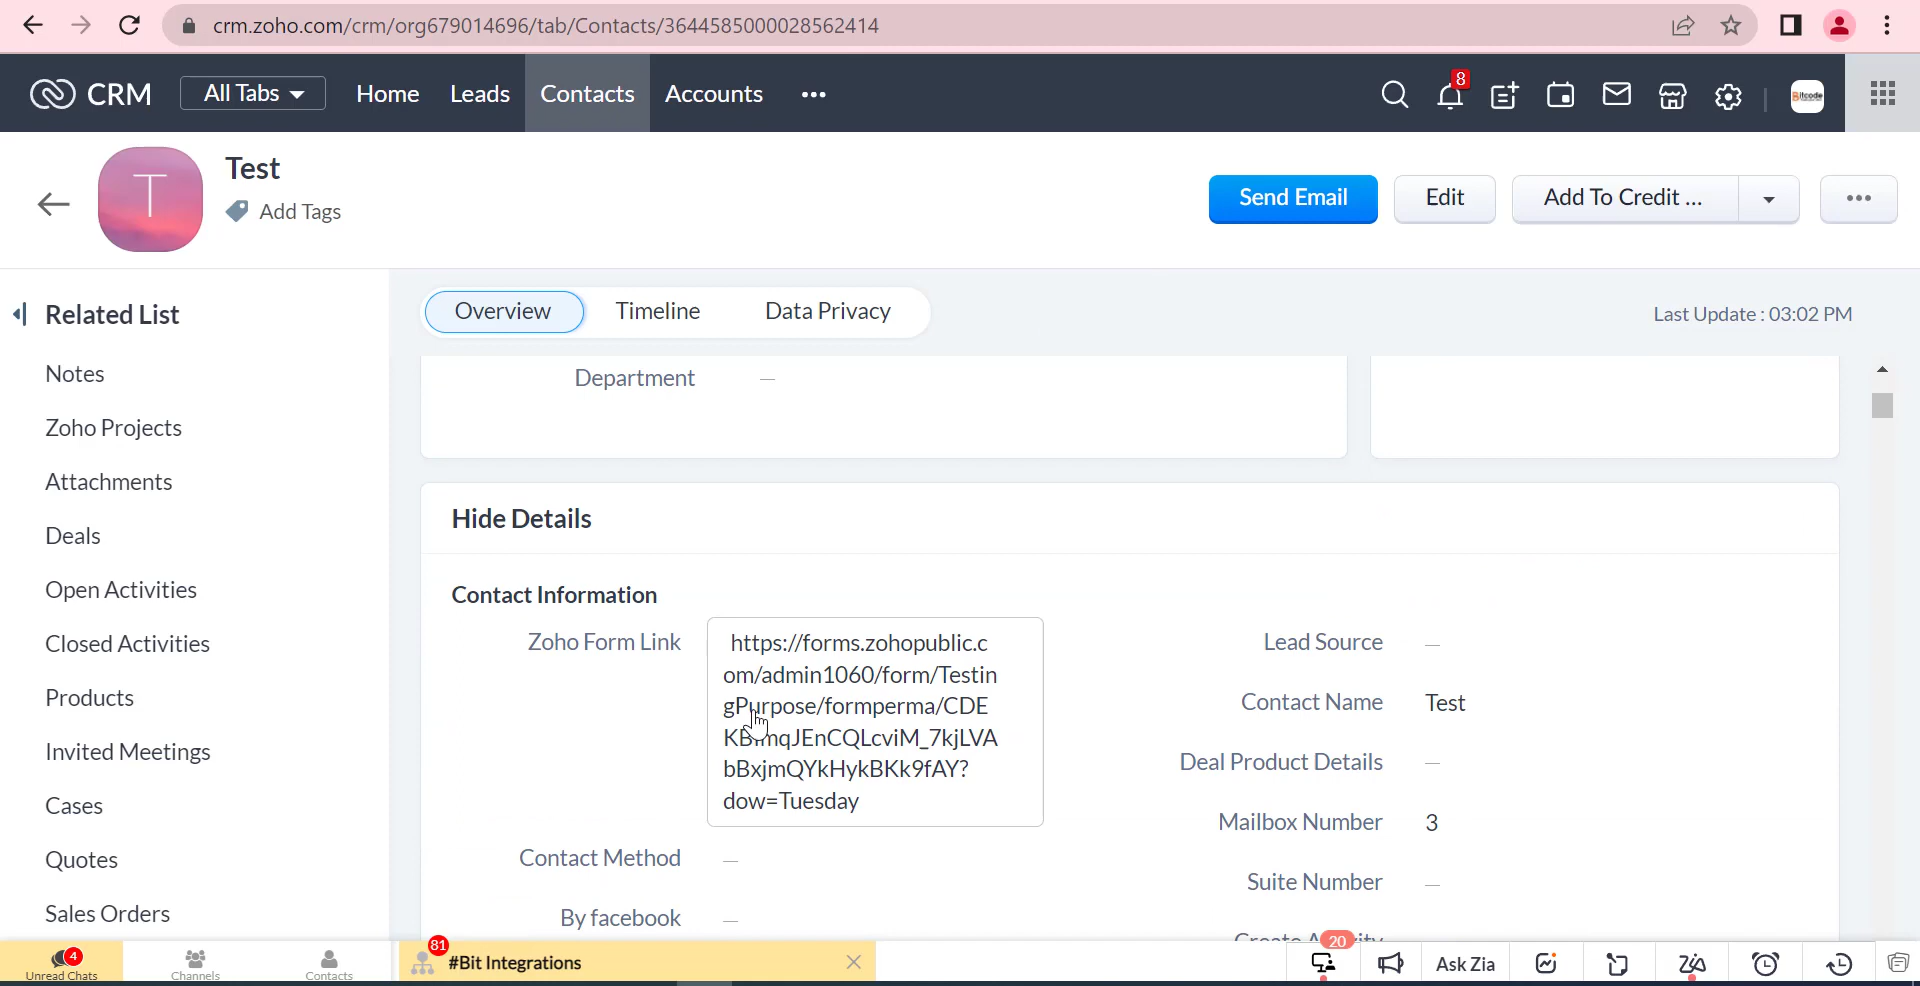 crm.zoho.com/crm/org679014696/tab/Contacts/3644585000028562414
CRM All Tabs Home Leads Contacts Accounts 8 Bitcode
T Test
Add Tags
Send Email Edit Add To Credit ...
Related List
Overview Timeline Data Privacy Last Update : 03:02 PM
Notes
Zoho Projects
Attachments
Deals
Open Activities
Closed Activities
Products
Invited Meetings
Cases
Quotes
Sales Orders
Department —
Hide Details
Contact Information
Zoho Form Link
https://forms.zohopublic.c
om/admin1060/form/Testin
gPurpose/formperma/CDE
mqJEnCQLcviM_7kjLVA
bBxjmQYkHykBKk9fAY?
dow=Tuesday
Contact Method —
By facebook —
Lead Source —
Contact Name Test
Deal Product Details —
Mailbox Number 3
Suite Number —
4 Unread Chats
Channels
Contacts
81 #Bit Integrations
20
Ask Zia